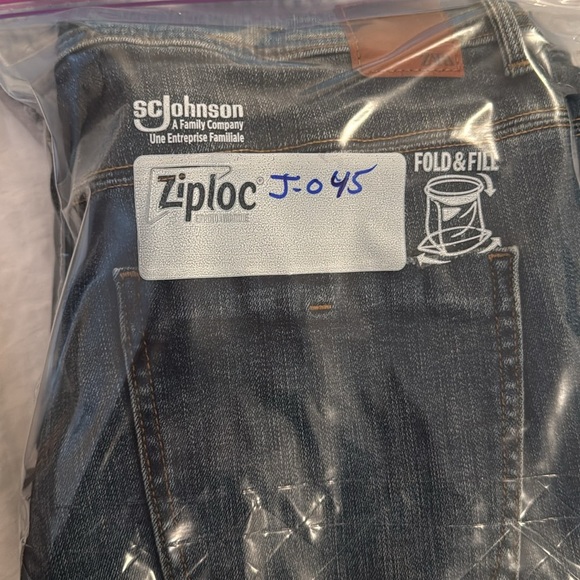 SCJohnson
A Family Company
Une Entreprise Familiale
FOLD & FILL
Ziploc® J-045